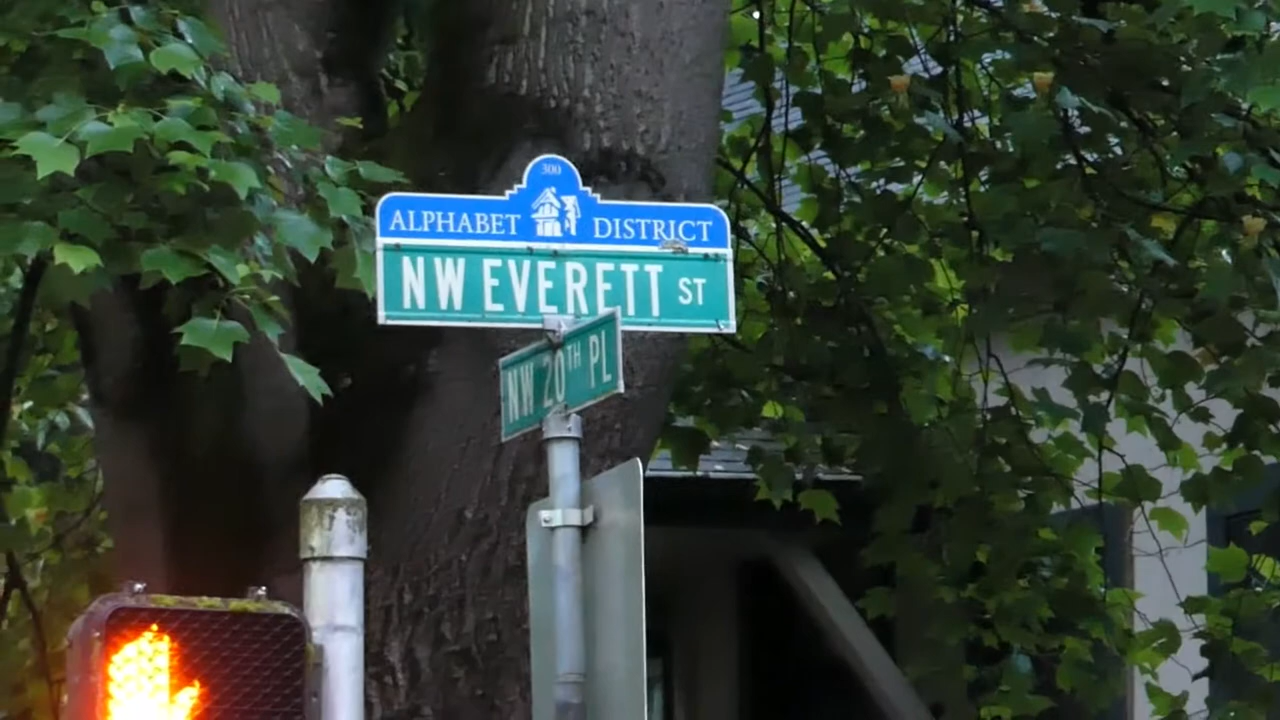 300
ALPHABET DISTRICT
NW EVERETT ST
NW 20TH PL